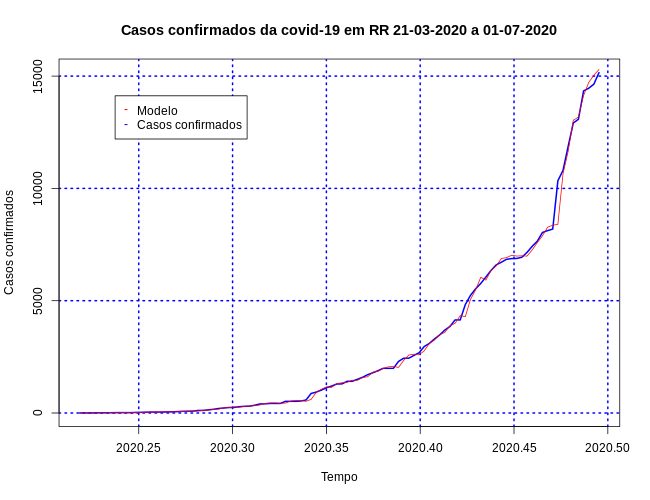 Casos confirmados da covid-19 em RR 21-03-2020 a 01-07-2020
Casos confirmados
15000
10000
5000
0
Modelo
Casos confirmados
2020.25 2020.30 2020.35 2020.40 2020.45 2020.50
Tempo